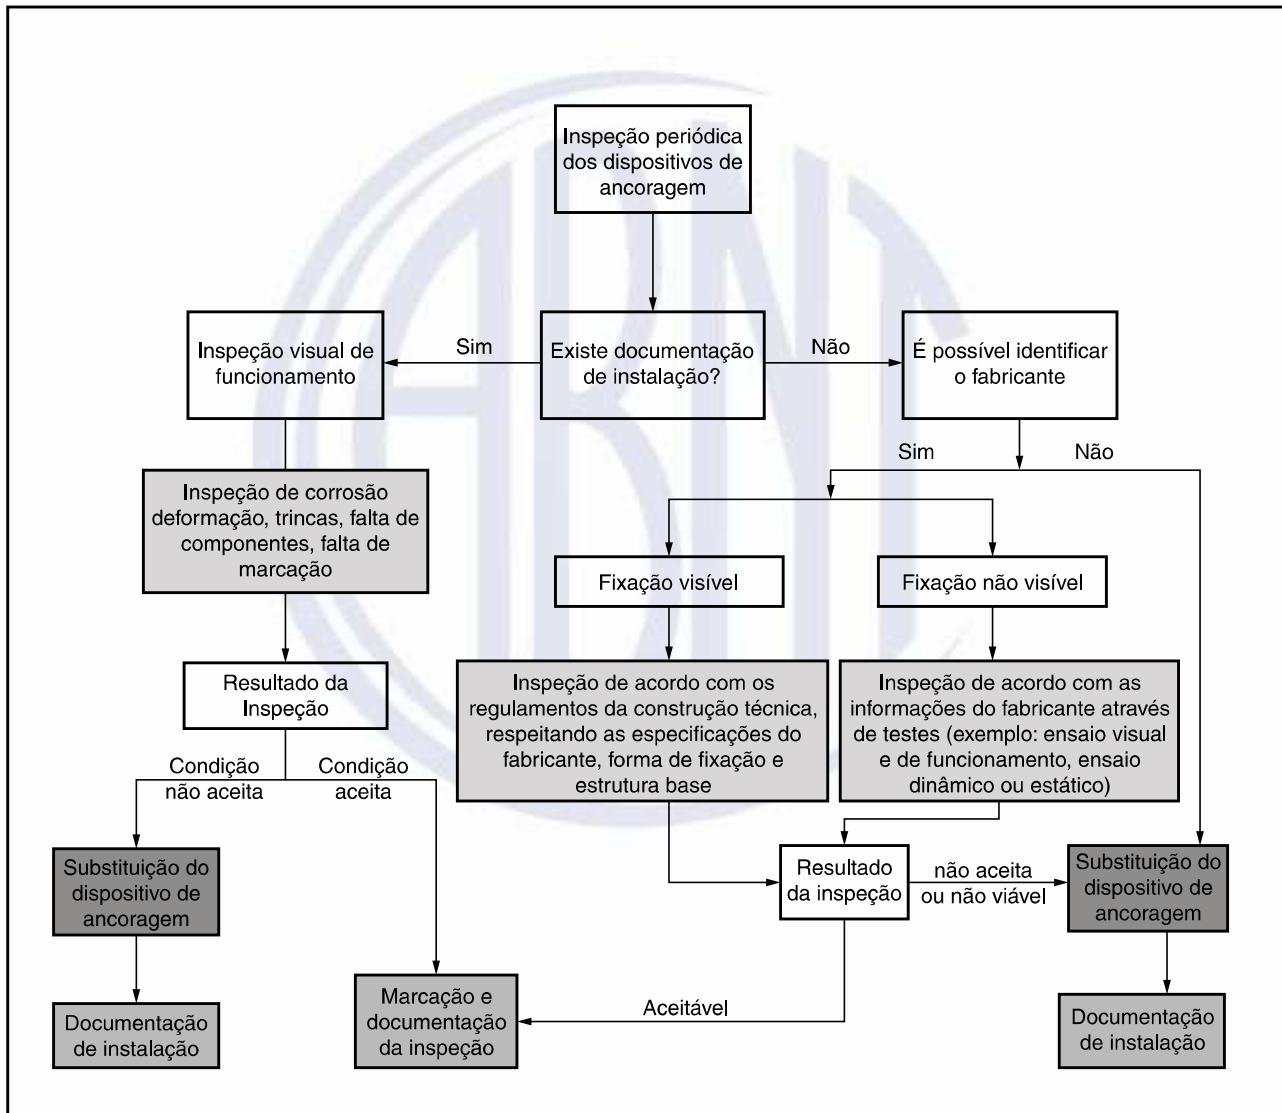 Inspeção periódica
dos dispositivos de
ancoragem
Inspeção visual de
funcionamento
Sim
Existe documentação
de instalação?
Não
É possível identificar
o fabricante
Sim
Não
Inspeção de corrosão
deformação, trincas, falta de
componentes, falta de
marcação
Fixação visível
Fixação não visível
Resultado da
Inspeção
Inspeção de acordo com os
regulamentos da construção técnica,
respeitando as especificações do
fabricante, forma de fixação e
estrutura base
Inspeção de acordo com as
informações do fabricante através
de testes (exemplo: ensaio visual
e de funcionamento, ensaio
dinâmico ou estático)
Condição
não aceita
Condição
aceita
Substituição do
dispositivo de
ancoragem
Resultado
da inspeção
não aceita
ou não viável
Substituição do
dispositivo de
ancoragem
Documentação
de instalação
Marcação e
documentação
da inspeção
Aceitável
Documentação
de instalação
ABNT